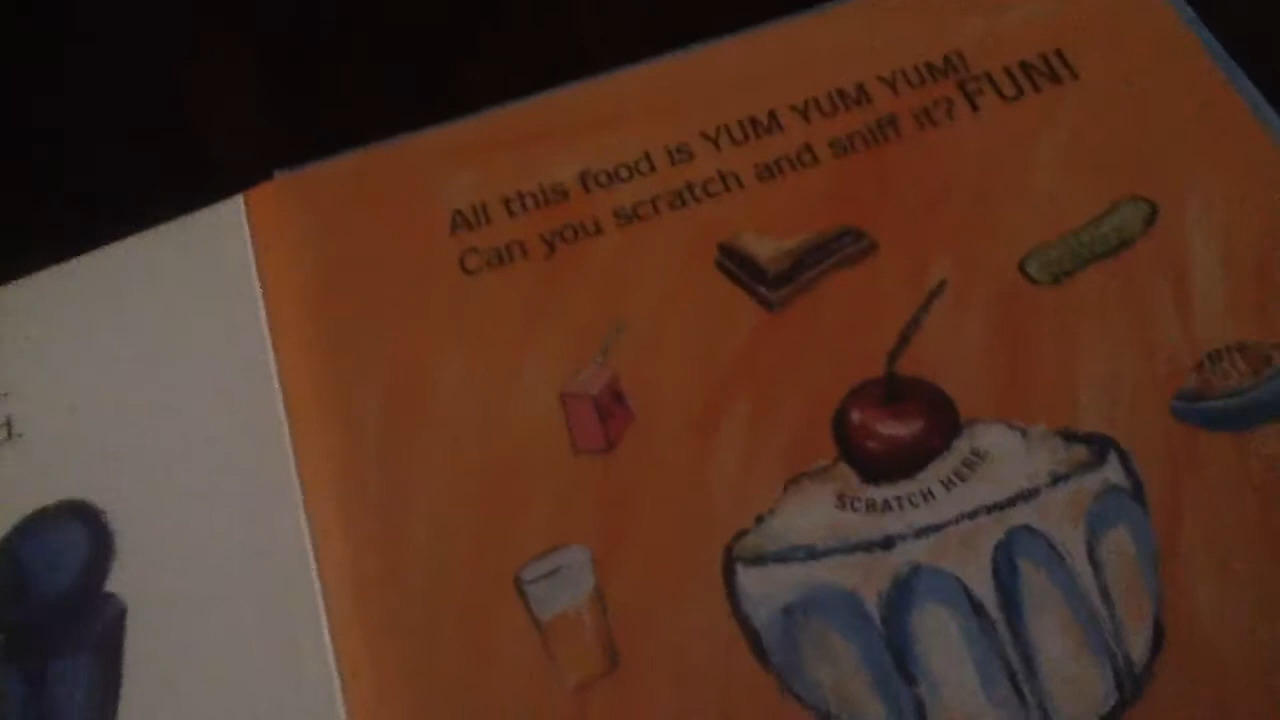 All this food is YUM YUM YUM!
Can you scratch and sniff it? FUN!
SCRATCH HERE